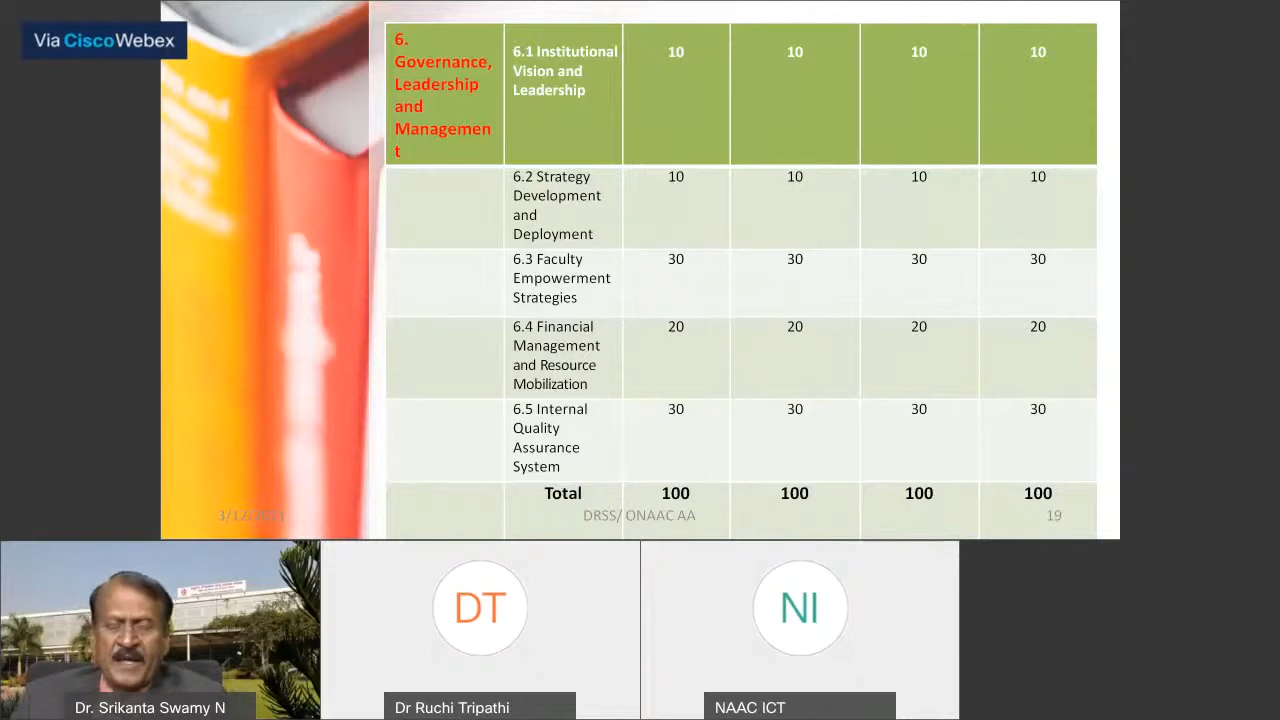 Via CiscoWebex
6.
Governance,
Leadership
and
Managemen
t
6.1 Institutional
Vision and
Leadership
10 10 10 10
6.2 Strategy
Development
and
Deployment
10 10 10 10
6.3 Faculty
Empowerment
Strategies
30 30 30 30
6.4 Financial
Management
and Resource
Mobilization
20 20 20 20
6.5 Internal
Quality
Assurance
System
30 30 30 30
Total 100 100 100 100
DRSS/ ONAAC AA
19
DT
NI
Dr. Srikanta Swamy N
Dr Ruchi Tripathi
NAAC ICT